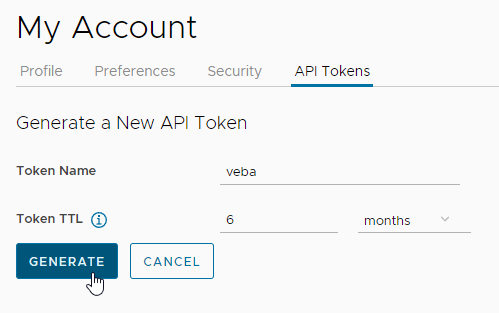 My Account
Profile Preferences Security API Tokens
Generate a New API Token
Token Name veba
Token TTL 6 months
GENERATE CANCEL